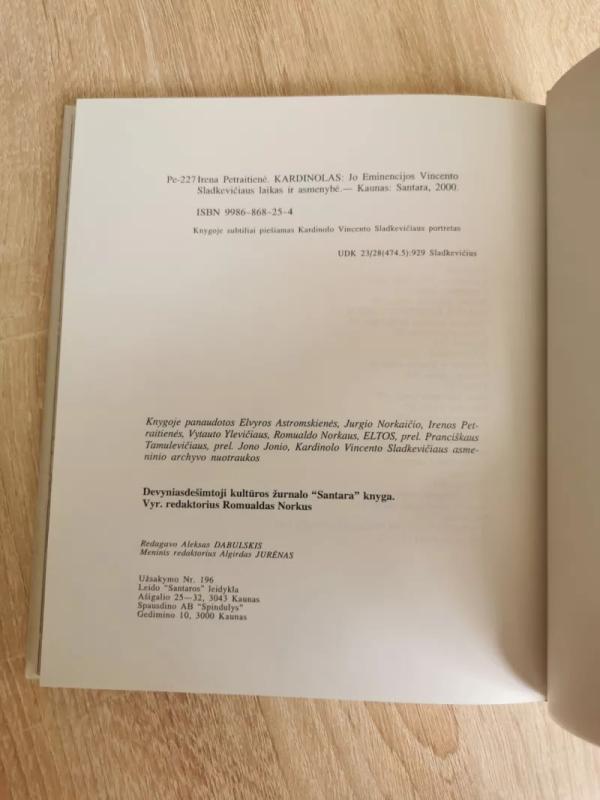 Pe-227 Irena Petraitienė. KARDINOLAS: Jo Eminencijos Vincento
Sladkevičiaus laikas ir asmenybė.— Kaunas: Santara, 2000.
ISBN 9986-868-25-4
Knygoje subtiliai piešiamas Kardinolo Vincento Sladkevičiaus portretas
UDK 23/28(474.5):929 Sladkevičius
Knygoje panaudotos Elvyros Astromskienės, Jurgio Norkaičio, Irenos Pet-
raitienės, Vytauto Ylevičiaus, Romualdo Norkaus, ELTOS, prel. Pranciškaus
Tamulevičiaus, prel. Jono Jonio, Kardinolo Vincento Sladkevičiaus asme-
ninio archyvo nuotraukos
Devyniasdešimtoji kultūros žurnalo “Santara” knyga.
Vyr. redaktorius Romualdas Norkus
Redagavo Aleksas DABULSKIS
Meninis redaktorius Algirdas JURĖNAS
Užsakymo Nr. 196
Leido “Santaros” leidykla
Ašigalio 25—32, 3043 Kaunas
Spausdino AB “Spindulys”
Gedimino 10, 3000 Kaunas